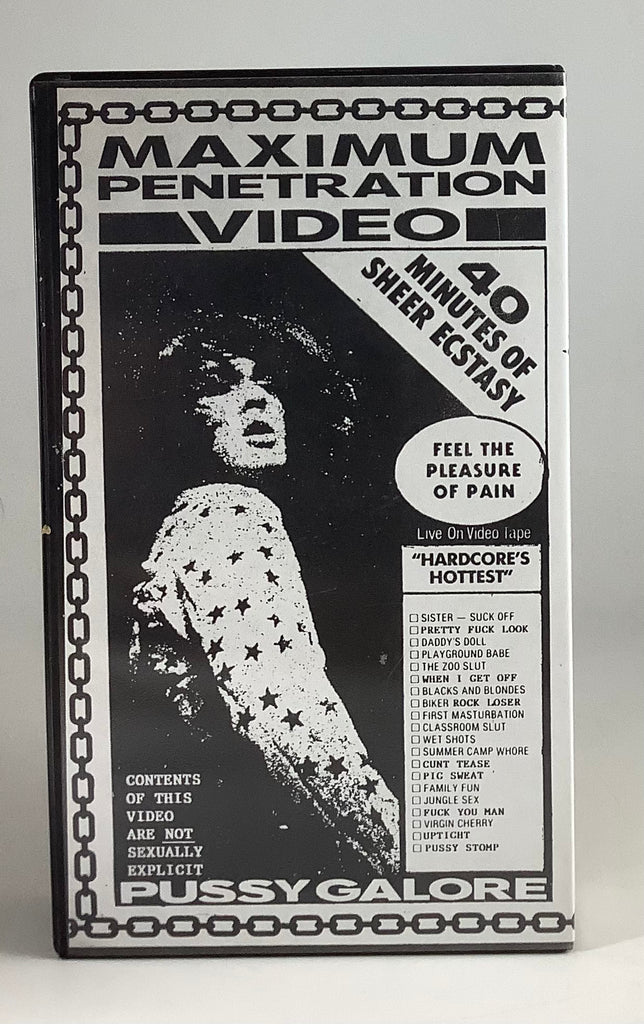 MAXIMUM
PENETRATION
VIDEO
40
MINUTES OF
SHEER ECSTASY
FEEL THE
PLEASURE
OF PAIN
Live On Video Tape
"HARDCORE'S
HOTTEST"
SISTER — SUCK OFF
PRETTY FUCK LOOK
DADDY'S DOLL
PLAYGROUND BABE
THE ZOO SLUT
WHEN I GET OFF
BLACKS AND BLONDES
BIKER ROCK LOSER
FIRST MASTURBATION
CLASSROOM SLUT
WET SHOTS
SUMMER CAMP WHORE
CUNT TEASE
PIG SWEAT
FAMILY FUN
JUNGLE SEX
FUCK YOU MAN
VIRGIN CHERRY
UPTIGHT
PUSSY STOMP
CONTENTS
OF THIS
VIDEO
ARE NOT
SEXUALLY
EXPLICIT
PUSSY GALORE